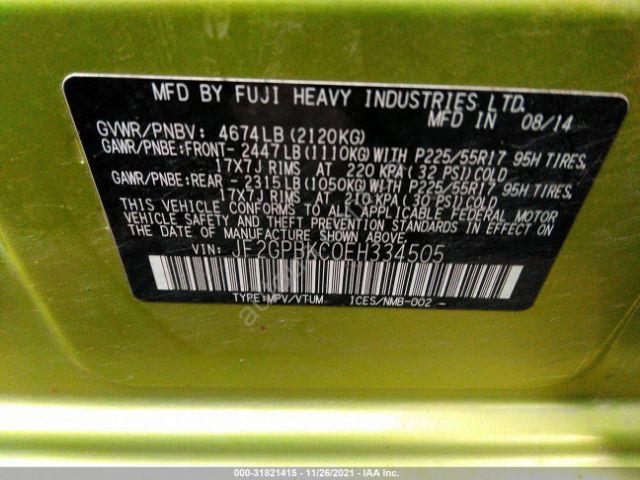 MFD BY FUJI HEAVY INDUSTRIES LTD.
MFD IN 08/14
GVWR/PNBV: 4674LB(2120KG)
GAWR/PNBE:FRONT- 2447LB(1110KG)WITH P225/55R17 95H TIRES,
17X7J RIMS AT 220 KPA(32 PSI)COLD
GAWR/PNBE:REAR - 2315LB(1050KG)WITH P225/55R17 95H TIRES,
17X7J RIMS AT 210 KPA(30 PSI)COLD
THIS VEHICLE CONFORMS TO ALL APPLICABLE FEDERAL MOTOR
VEHICLE SAFETY AND THEFT PREVENTION STANDARDS IN EFFECT ON THE
DATE OF MANUFACTURE SHOWN ABOVE.
VIN: JF2GPBKC0EH334505
TYPE:MPV/VTUM ICES/NMB-002 -
000-31821415 - 11/26/2021 - IAA Inc.